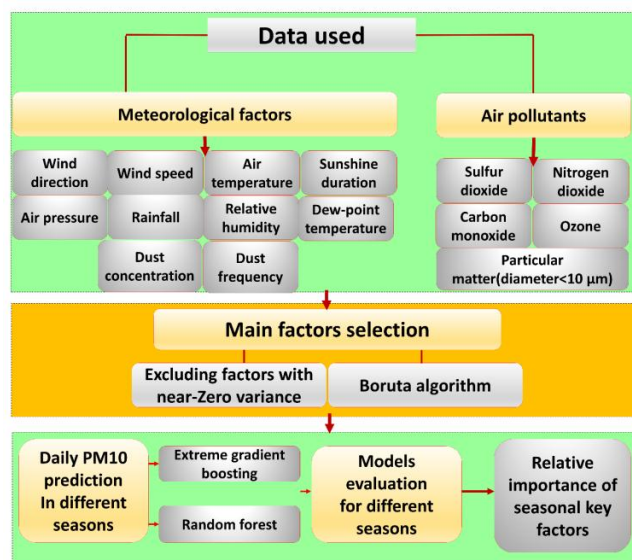 Data used
Meteorological factors
Air pollutants
Wind
direction
Wind speed
Air
temperature
Sunshine
duration
Air pressure
Rainfall
Relative
humidity
Dew-point
temperature
Dust
concentration
Dust
frequency
Sulfur
dioxide
Nitrogen
dioxide
Carbon
monoxide
Ozone
Particular
matter(diameter<10 μm)
Main factors selection
Excluding factors with
near-Zero variance
Boruta algorithm
Daily PM10
prediction
In different
seasons
Extreme gradient
boosting
Random forest
Models
evaluation
for different
seasons
Relative
importance of
seasonal key
factors